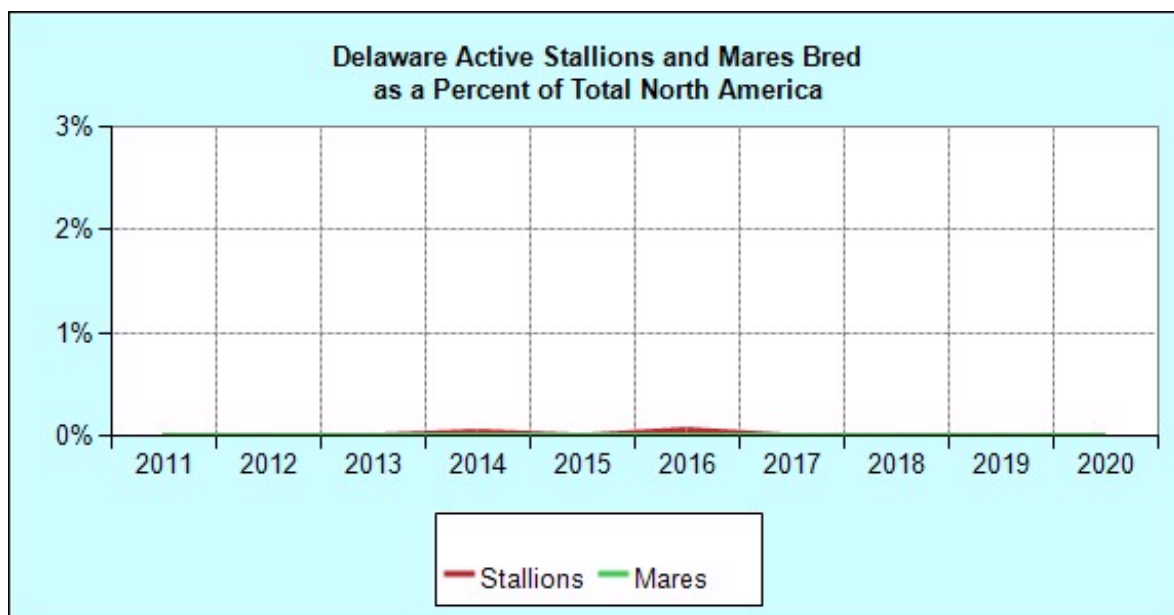 Delaware Active Stallions and Mares Bred
as a Percent of Total North America
3%
2%
1%
0%
2011 2012 2013 2014 2015 2016 2017 2018 2019 2020
Stallions Mares